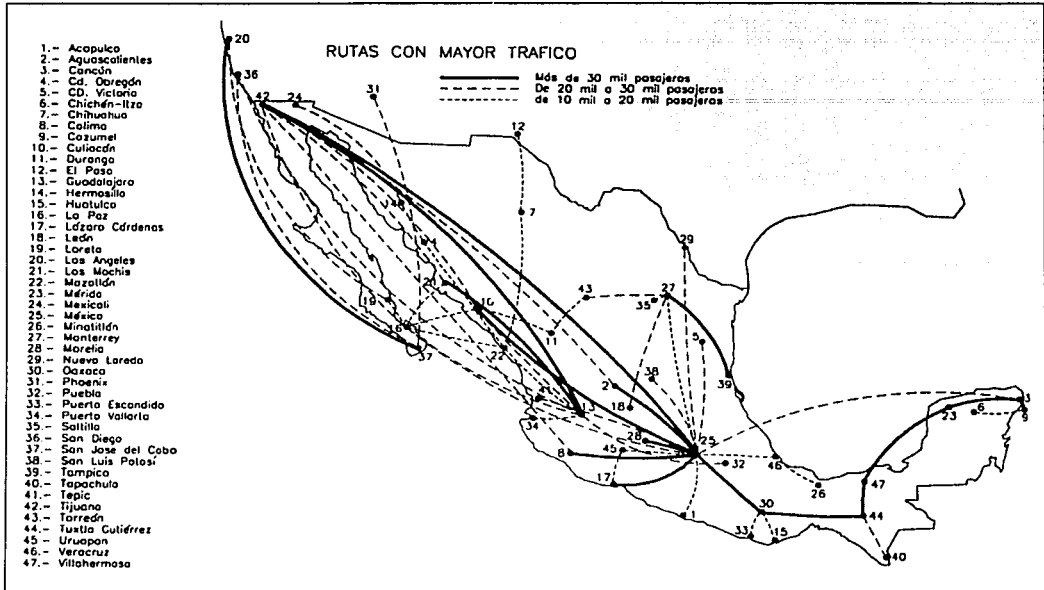 RUTAS CON MAYOR TRAFICO
Más de 30 mil pasajeros
De 20 mil a 30 mil pasajeros
de 10 mil a 20 mil pasajeros
1.- Acapulco
2.- Aguascalientes
3.- Cancún
4.- Cd. Obregón
5.- CD. Victoria
6.- Chichén-Itza
7.- Chihuahua
8.- Colima
9.- Cozumel
10.- Culiacán
11.- Durango
12.- El Paso
13.- Guadalajara
14.- Hermosillo
15.- Huatulco
16.- La Paz
17.- Lázaro Cárdenas
18.- León
19.- Loreto
20.- Los Angeles
21.- Los Mochis
22.- Mazatlán
23.- Mérida
24.- Mexicali
25.- México
26.- Minatitlán
27.- Monterrey
28.- Morelia
29.- Nuevo Laredo
30.- Oaxaca
31.- Phoenix
32.- Puebla
33.- Puerto Escondido
34.- Puerto Vallarta
35.- Saltillo
36.- San Diego
37.- San Jose del Cabo
38.- San Luis Potosí
39.- Tampico
40.- Tapachula
41.- Tepic
42.- Tijuana
43.- Torreón
44.- Tuxtla Gutiérrez
45.- Uruapan
46.- Veracruz
47.- Villahermosa
20
36
42
24
31
12
7
29
43
27
35
5
39
10
11
19
16
37
22
2
38
18
41
13
34
28
25
45
8
32
46
17
26
1
30
33
15
47
44
40
23
6
3
9